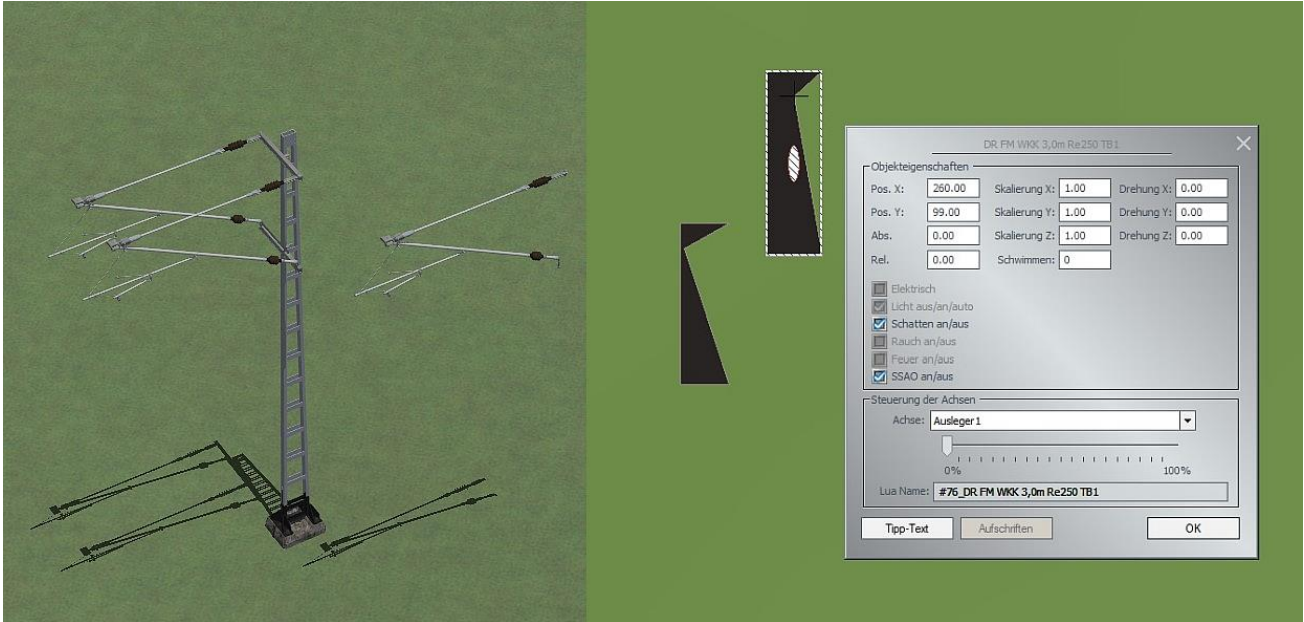 DR FM WKK 3,0m Re250 TB1
Objekteigenschaften
Pos. X: 260.00 Skalierung X: 1.00 Drehung X: 0.00
Pos. Y: 99.00 Skalierung Y: 1.00 Drehung Y: 0.00
Abs. 0.00 Skalierung Z: 1.00 Drehung Z: 0.00
Rel. 0.00 Schwimmen: 0
Elektrisch
Licht aus/an/auto
Schatten an/aus
Rauch an/aus
Feuer an/aus
SSAO an/aus
Steuerung der Achsen
Achse: Ausleger1
0% 100%
Lua Name: #76_DR FM WKK 3,0m Re250 TB1
Tipp-Text Aufschriften OK